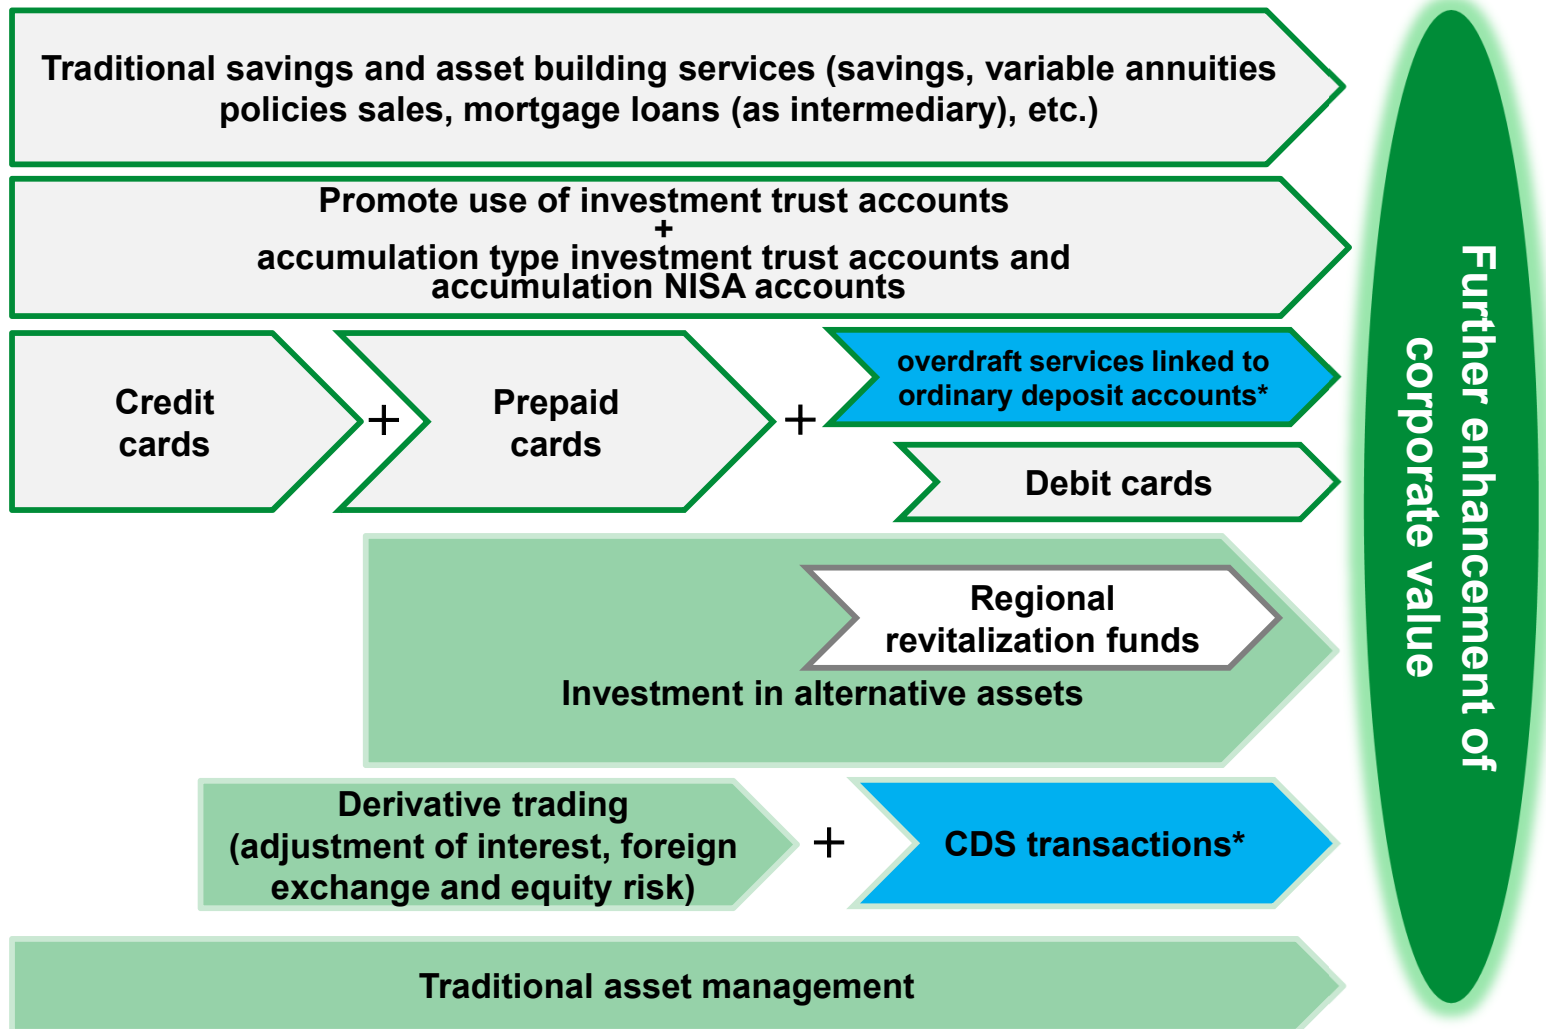 Traditional savings and asset building services (savings, variable annuities
policies sales, mortgage loans (as intermediary), etc.)
Promote use of investment trust accounts
+
accumulation type investment trust accounts and
accumulation NISA accounts
Credit
cards
+
Prepaid
cards
+
overdraft services linked to
ordinary deposit accounts*
Debit cards
Regional
revitalization funds
Investment in alternative assets
Derivative trading
(adjustment of interest, foreign
exchange and equity risk)
+
CDS transactions*
Traditional asset management
Further enhancement of
corporate value